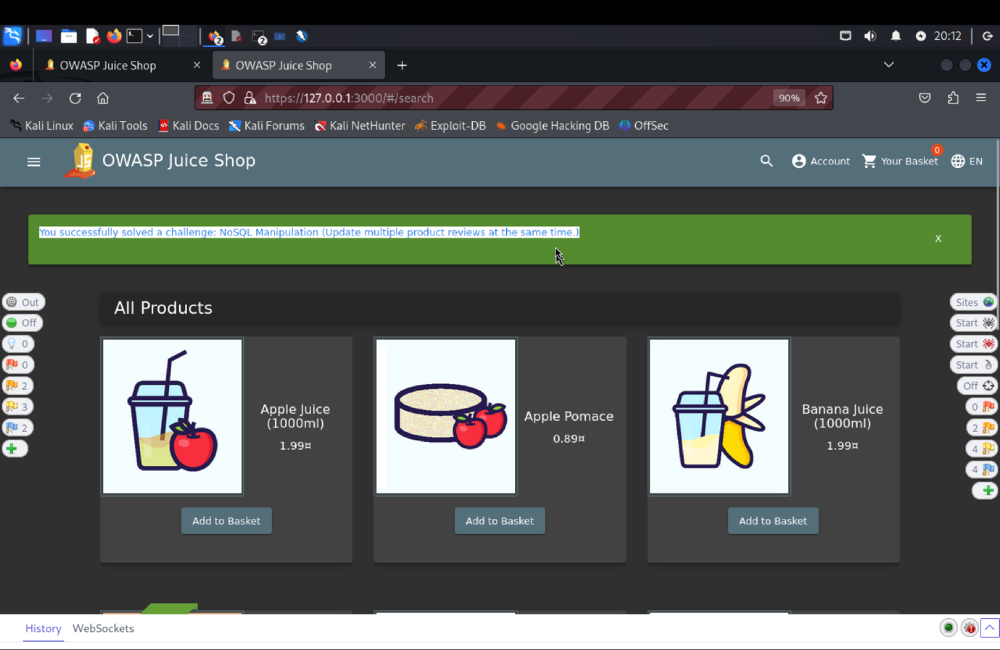 2
2
20:12
OWASP Juice Shop
OWASP Juice Shop
https://127.0.0.1:3000/#/search
90%
Kali Linux
Kali Tools
Kali Docs
Kali Forums
Kali NetHunter
Exploit-DB
Google Hacking DB
OffSec
JS
OWASP Juice Shop
Account
Your Basket
0
EN
You successfully solved a challenge: NoSQL Manipulation (Update multiple product reviews at the same time.)
X
Out
Off
0
0
2
3
2
Sites
Start
Start
Start
Off
0
2
4
4
All Products
Apple Juice
(1000ml)
1.99¤
Add to Basket
Apple Pomace
0.89¤
Add to Basket
Banana Juice
(1000ml)
1.99¤
Add to Basket
History
WebSockets